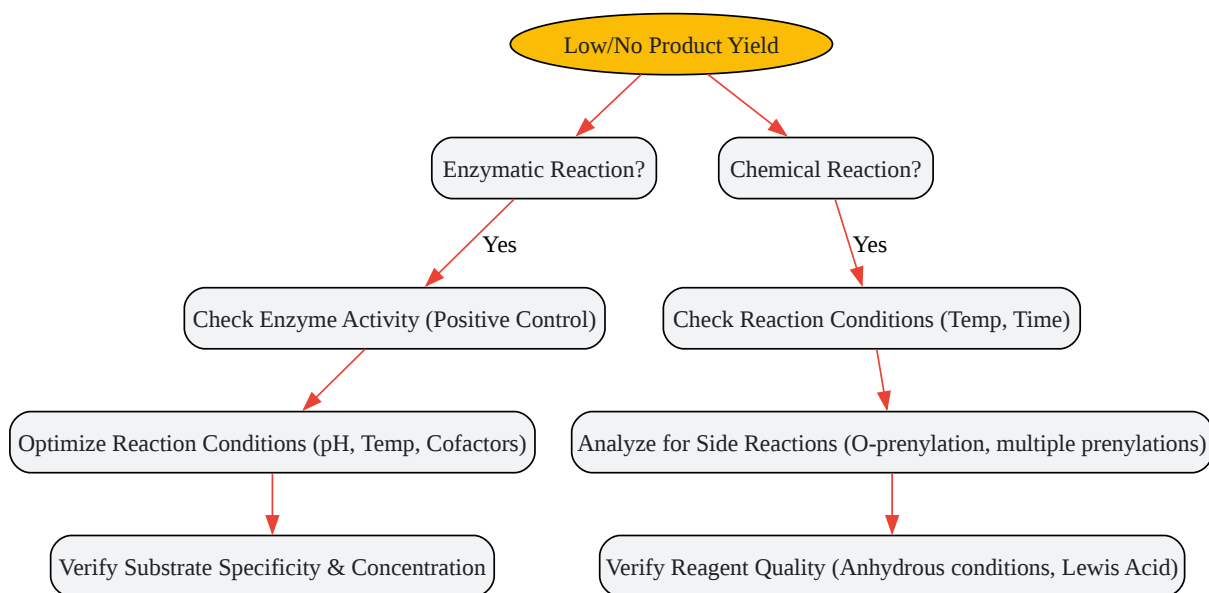 Low/No Product Yield
Enzymatic Reaction?
Chemical Reaction?
Yes
Yes
Check Enzyme Activity (Positive Control)
Check Reaction Conditions (Temp, Time)
Optimize Reaction Conditions (pH, Temp, Cofactors)
Analyze for Side Reactions (O-prenylation, multiple prenylations)
Verify Substrate Specificity & Concentration
Verify Reagent Quality (Anhydrous conditions, Lewis Acid)